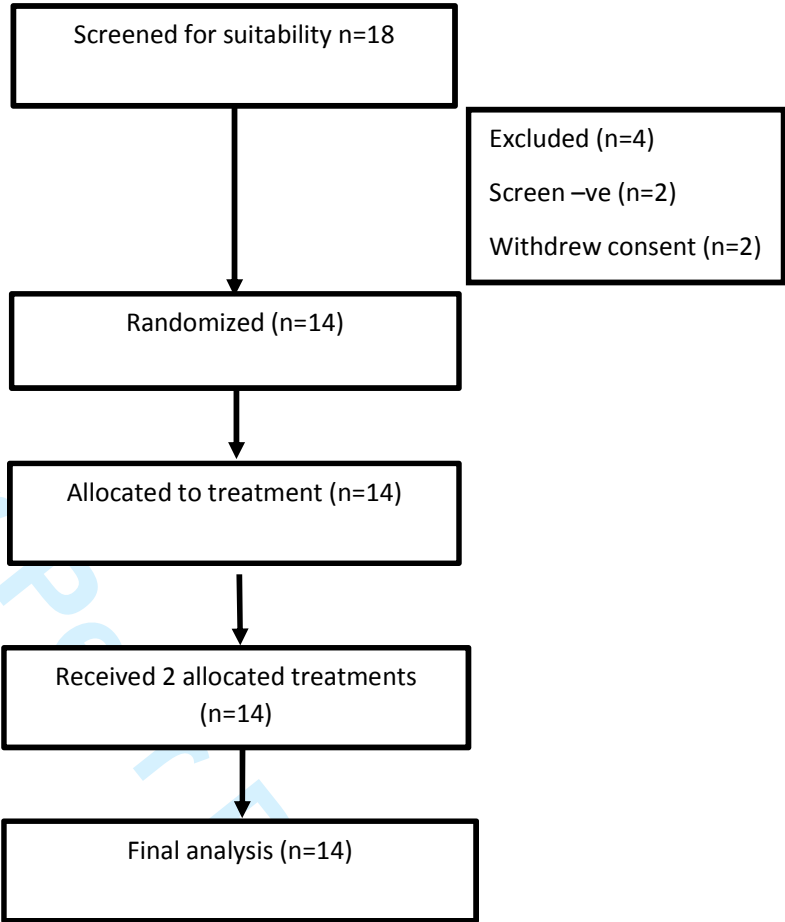 Screened for suitability n=18
Excluded (n=4)
Screen –ve (n=2)
Withdrew consent (n=2)
Randomized (n=14)
Allocated to treatment (n=14)
Received 2 allocated treatments
(n=14)
Final analysis (n=14)